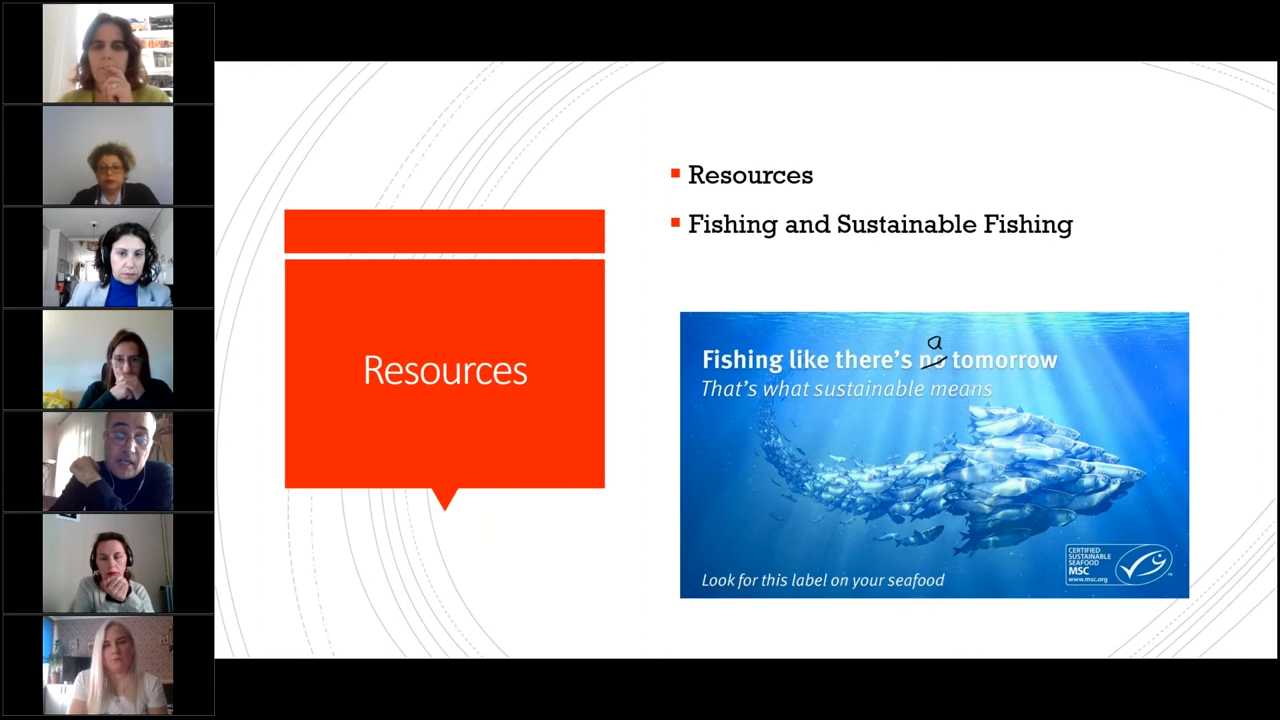 Resources
Resources
Fishing and Sustainable Fishing
a
Fishing like there's no tomorrow
That's what sustainable means
Look for this label on your seafood
CERTIFIED
SUSTAINABLE
SEAFOOD
MSC
www.msc.org
TM